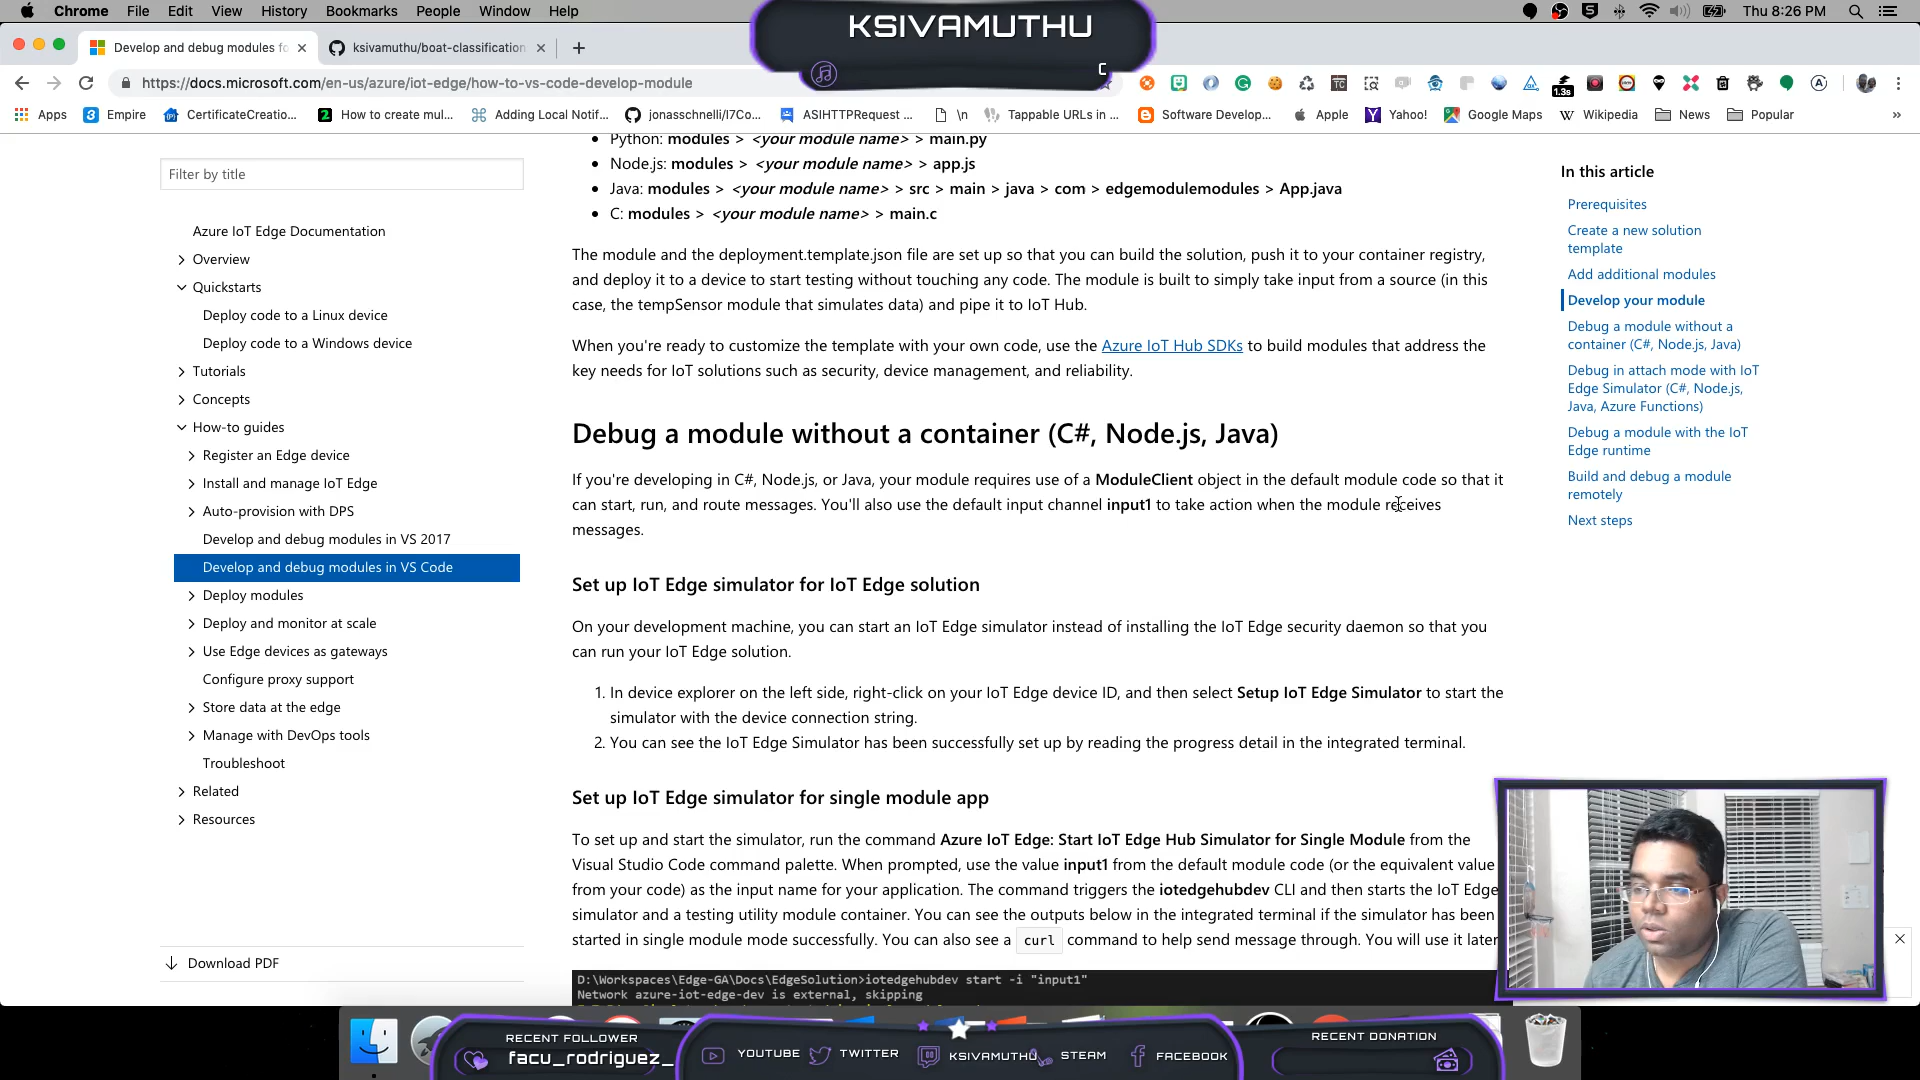 Chrome File Edit View History Bookmarks People Window Help
Thu 8:26 PM
KSIVAMUTHU
Develop and debug modules fo
ksivamuthu/boat-classification
https://docs.microsoft.com/en-us/azure/iot-edge/how-to-vs-code-develop-module
1.3s
Apps Empire CertificateCreatio... How to create mul... Adding Local Notif... jonasschnelli/I7Co... ASIHTTPRequest ... \n Tappable URLs in ... Software Develop... Apple Yahoo! Google Maps Wikipedia News Popular
Filter by title
Azure IoT Edge Documentation
Overview
Quickstarts
Deploy code to a Linux device
Deploy code to a Windows device
Tutorials
Concepts
How-to guides
Register an Edge device
Install and manage IoT Edge
Auto-provision with DPS
Develop and debug modules in VS 2017
Develop and debug modules in VS Code
Deploy modules
Deploy and monitor at scale
Use Edge devices as gateways
Configure proxy support
Store data at the edge
Manage with DevOps tools
Troubleshoot
Related
Resources
Download PDF
Python: modules > <your module name> > main.py
Node.js: modules > <your module name> > app.js
Java: modules > <your module name> > src > main > java > com > edgemodulemodules > App.java
C: modules > <your module name> > main.c
The module and the deployment.template.json file are set up so that you can build the solution, push it to your container registry,
and deploy it to a device to start testing without touching any code. The module is built to simply take input from a source (in this
case, the tempSensor module that simulates data) and pipe it to IoT Hub.
When you're ready to customize the template with your own code, use the Azure IoT Hub SDKs to build modules that address the
key needs for IoT solutions such as security, device management, and reliability.
Debug a module without a container (C#, Node.js, Java)
If you're developing in C#, Node.js, or Java, your module requires use of a ModuleClient object in the default module code so that it
can start, run, and route messages. You'll also use the default input channel input1 to take action when the module receives
messages.
Set up IoT Edge simulator for IoT Edge solution
On your development machine, you can start an IoT Edge simulator instead of installing the IoT Edge security daemon so that you
can run your IoT Edge solution.
1. In device explorer on the left side, right-click on your IoT Edge device ID, and then select Setup IoT Edge Simulator to start the
simulator with the device connection string.
2. You can see the IoT Edge Simulator has been successfully set up by reading the progress detail in the integrated terminal.
Set up IoT Edge simulator for single module app
To set up and start the simulator, run the command Azure IoT Edge: Start IoT Edge Hub Simulator for Single Module from the
Visual Studio Code command palette. When prompted, use the value input1 from the default module code (or the equivalent value
from your code) as the input name for your application. The command triggers the iotedgehubdev CLI and then starts the IoT Edge
simulator and a testing utility module container. You can see the outputs below in the integrated terminal if the simulator has been
started in single module mode successfully. You can also see a curl command to help send message through. You will use it later
D:\Workspaces\Edge-GA\Docs\EdgeSolution>iotedgehubdev start -i "input1"
Network azure-iot-edge-dev is external, skipping
In this article
Prerequisites
Create a new solution
template
Add additional modules
Develop your module
Debug a module without a
container (C#, Node.js, Java)
Debug in attach mode with IoT
Edge Simulator (C#, Node.js,
Java, Azure Functions)
Debug a module with the IoT
Edge runtime
Build and debug a module
remotely
Next steps
RECENT FOLLOWER
facu_rodriguez_
YOUTUBE TWITTER KSIVAMUTHU STEAM FACEBOOK
RECENT DONATION